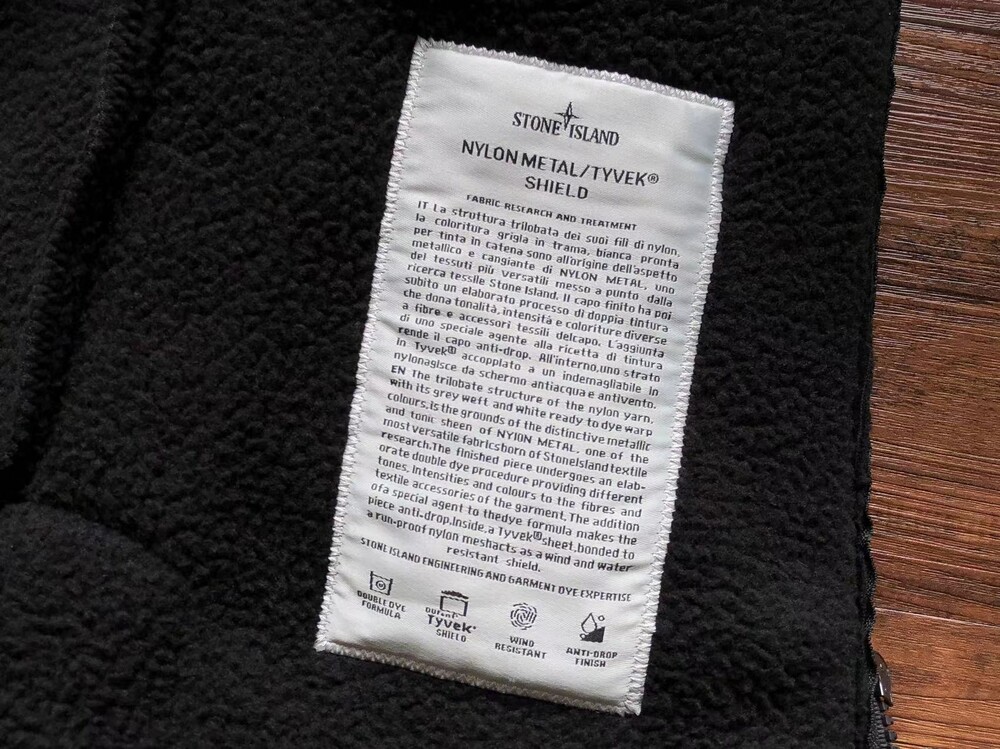 STONE ISLAND
NYLON METAL/TYVEK®
SHIELD
FABRIC RESEARCH AND TREATMENT
IT La struttura trilobata dei suoi fili di nylon,
la coloritura grigia in trama, bianca pronta
per tinta in catena sono all'origine dell'aspetto
metallico e cangiante di NYLON METAL, uno
dei tessuti più versatili messo a punto dalla
ricerca tessile Stone Island. Il capo finito ha poi
subito un elaborato processo di doppia tintura
che dona tonalità, intensità e coloriture diverse
a fibre e accessori tessili delcapo. L'aggiunta
di uno speciale agente alla ricetta di tintura
rende il capo anti-drop. All'interno,uno strato
In Tyvek® accopplato a un indemagliabile in
nylonagisce da schermo antiacqua e antivento.
EN The trilobate structure of the nylon yarn,
with its grey weft and white ready to dye warp
colours,is the grounds of the distinctive metallic
and tonic sheen of NYlON METAL, one of the
most versatile fabricsborn of StoneIsland textile
research.The finished piece undergoes an elab-
orate double dye procedure providing different
tones, Intensities and colours to the fibres and
textile accessories of the garment, The addition
ofa special agent to thedye formula makes the
piece anti-drop.Inside,a Tyvek®sheet,bonded to
a run-proof nylon meshacts as a wind and water
resistant shield.
STONE ISLAND ENGINEERING AND GARMENT DYE EXPERTISE
DOUBLE DYE
FORMULA
Tyvek
SHIELD
WIND
RESISTANT
ANTI-DROP
FINISH